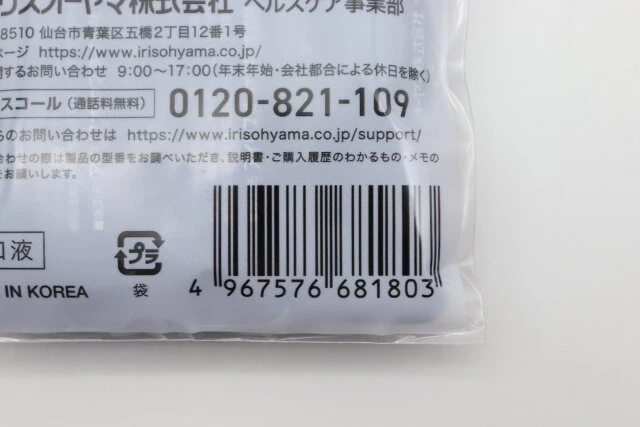 リスオーヤマ株式会社 ヘルスケア事業部
8510 仙台市青葉区五橋2丁目12番1号
ページ https://www.irisohyama.co.jp/
関するお問い合わせ 9:00〜17:00(年末年始・会社都合による休日を除く)
スコール(通話料無料) 0120-821-109
らのお問い合わせは https://www.irisohyama.co.jp/support/
合わせの際は製品の型番をお調べいただき、説明書・ご購入履歴のわかるもの・メモの
をお願いします。
口液
プラ
袋
IN KOREA
4 967576 681803